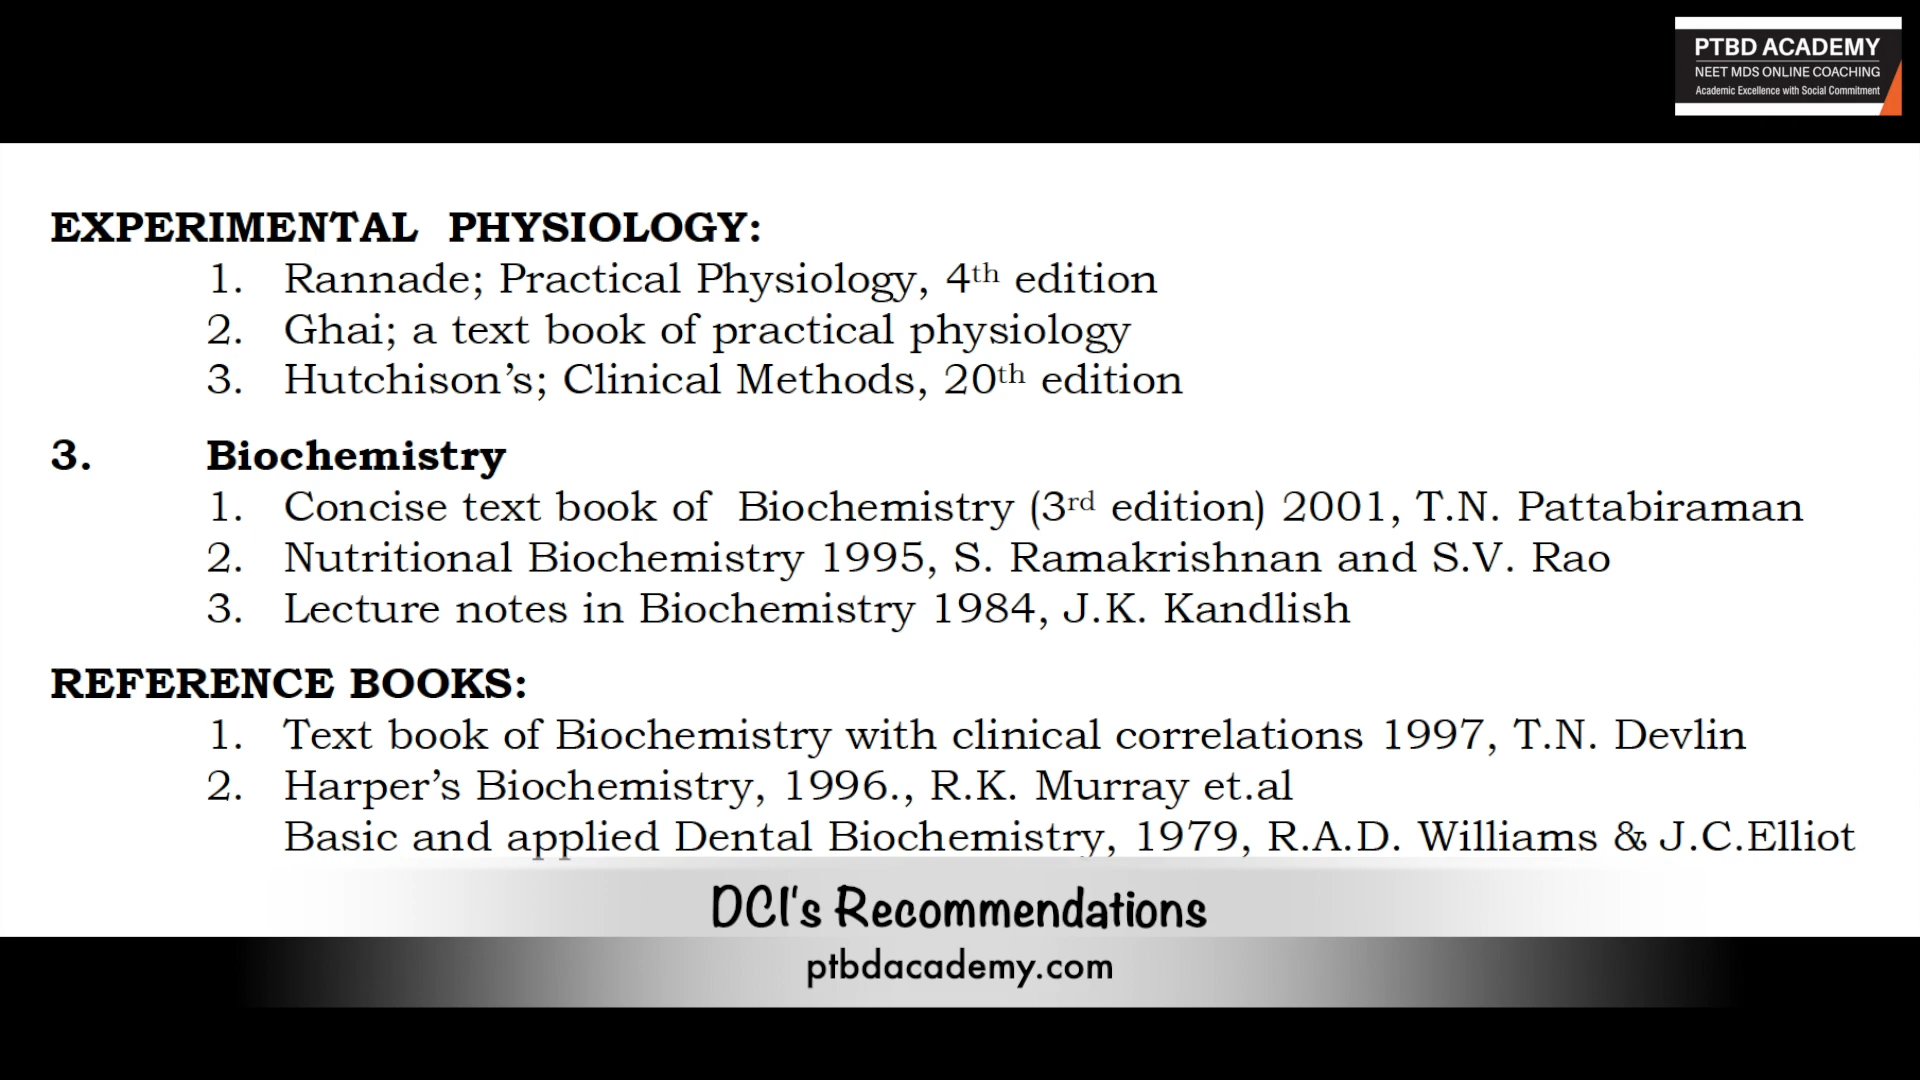 PTBD ACADEMY
NEET MDS ONLINE COACHING
Academic Excellence with Social Commitment
EXPERIMENTAL PHYSIOLOGY:
1. Rannade; Practical Physiology, 4th edition
2. Ghai; a text book of practical physiology
3. Hutchison’s; Clinical Methods, 20th edition
3. Biochemistry
1. Concise text book of Biochemistry (3rd edition) 2001, T.N. Pattabiraman
2. Nutritional Biochemistry 1995, S. Ramakrishnan and S.V. Rao
3. Lecture notes in Biochemistry 1984, J.K. Kandlish
REFERENCE BOOKS:
1. Text book of Biochemistry with clinical correlations 1997, T.N. Devlin
2. Harper’s Biochemistry, 1996., R.K. Murray et.al
Basic and applied Dental Biochemistry, 1979, R.A.D. Williams & J.C.Elliot
DCI's Recommendations
ptbdacademy.com